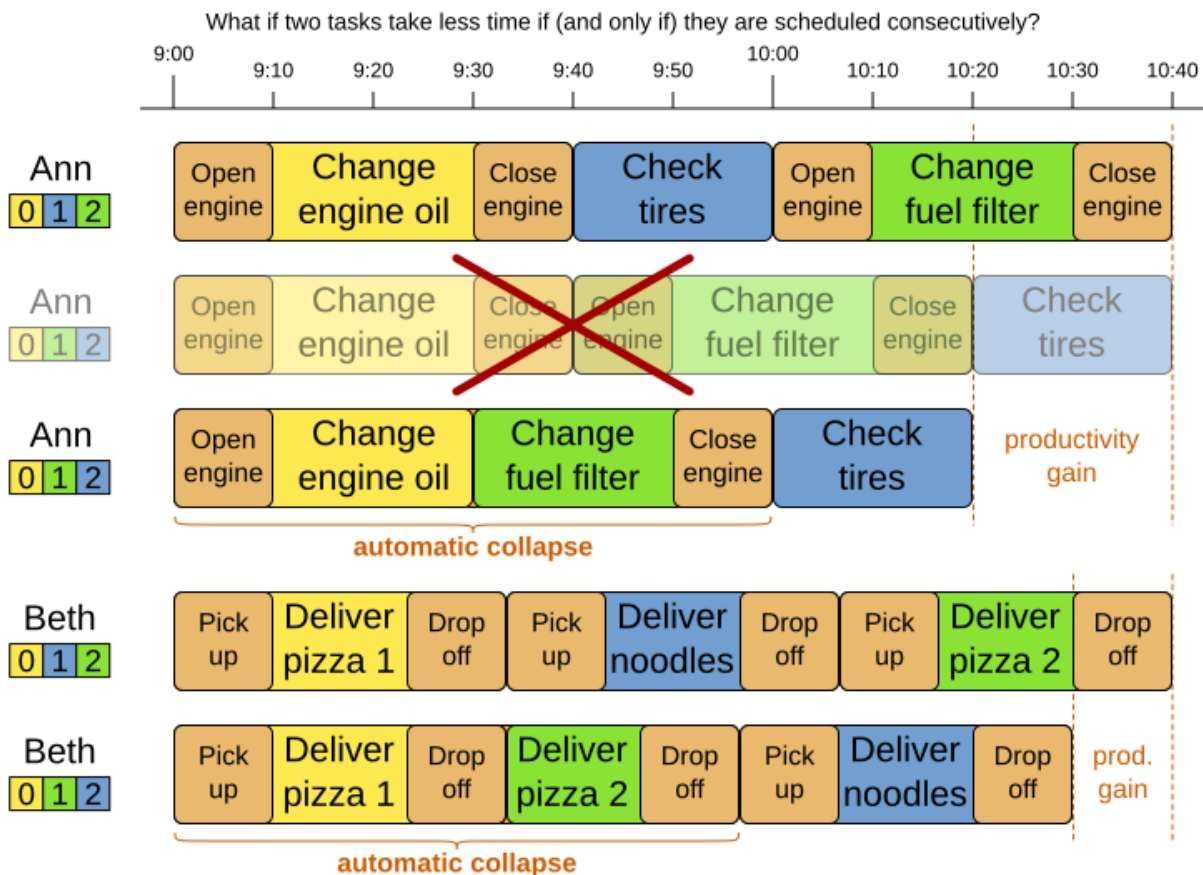 What if two tasks take less time if (and only if) they are scheduled consecutively?
9:00 10:00
9:10 9:20 9:30 9:40 9:50 10:10 10:20 10:30 10:40
Ann
0 1 2
Open
engine
Change
engine oil
Close
engine
Check
tires
Open
engine
Change
fuel filter
Close
engine
Ann
0 1 2
Open
engine
Change
engine oil
Close
engine
Open
engine
Change
fuel filter
Close
engine
Check
tires
Ann
0 1 2
Open
engine
Change
engine oil
Change
fuel filter
Close
engine
Check
tires
productivity
gain
automatic collapse
Beth
0 1 2
Pick
up
Deliver
pizza 1
Drop
off
Pick
up
Deliver
noodles
Drop
off
Pick
up
Deliver
pizza 2
Drop
off
Beth
0 1 2
Pick
up
Deliver
pizza 1
Drop
off
Deliver
pizza 2
Drop
off
Pick
up
Deliver
noodles
Drop
off
prod.
gain
automatic collapse